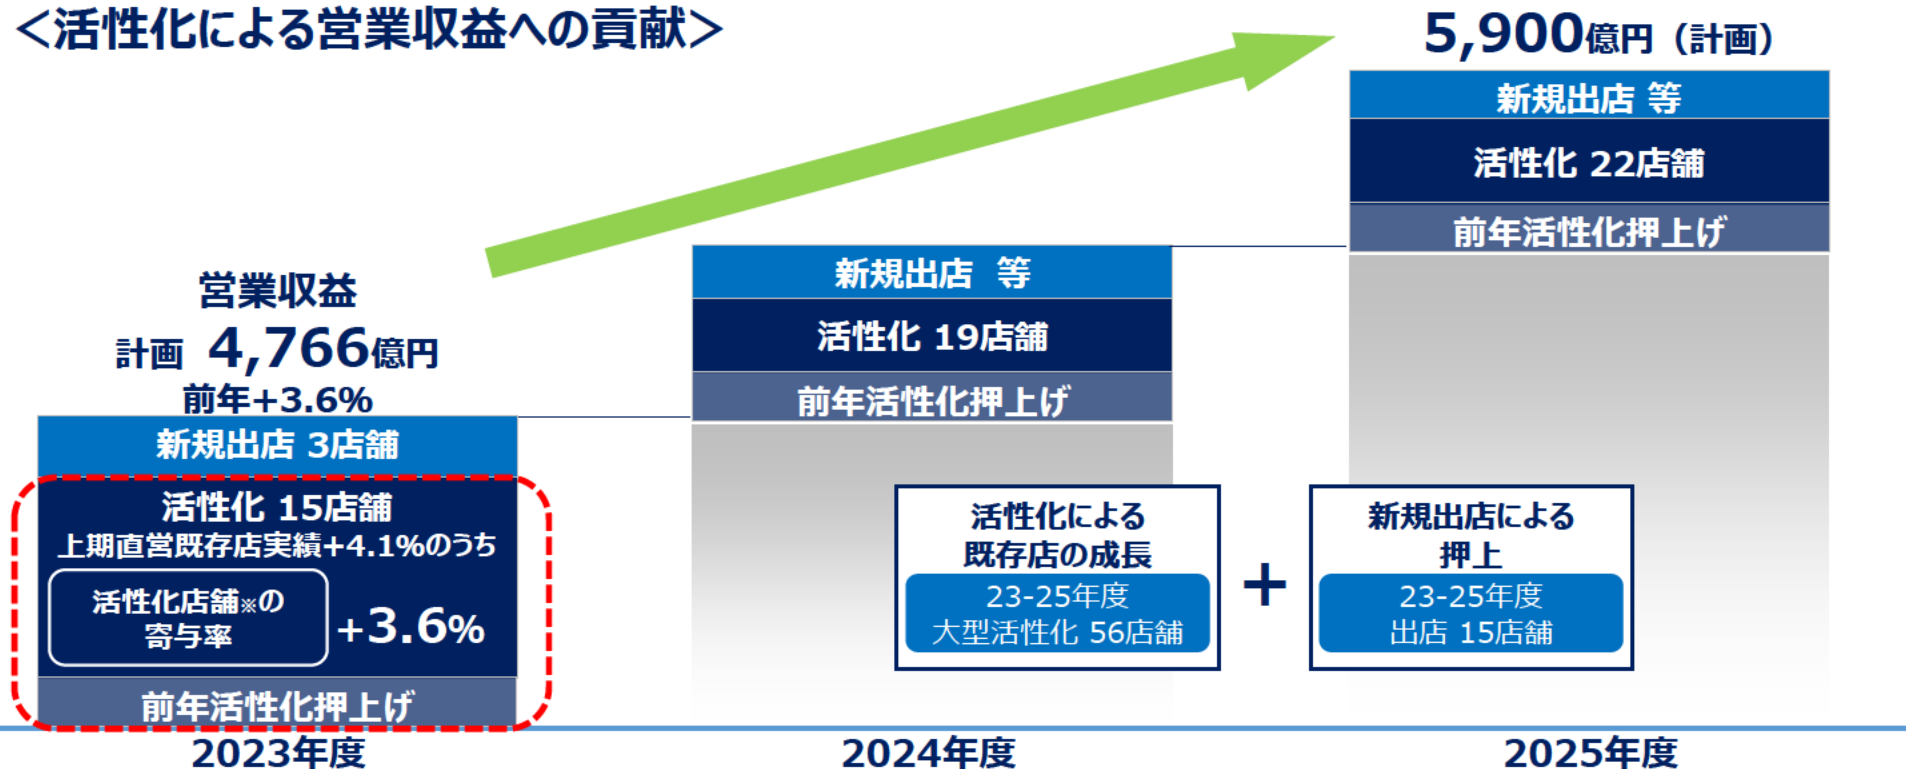 <活性化による営業収益への貢献>
5,900億円（計画）
新規出店 等
活性化 22店舗
前年活性化押上げ
新規出店 等
活性化 19店舗
前年活性化押上げ
営業収益
計画 4,766億円
前年+3.6%
新規出店 3店舗
活性化 15店舗
上期直営既存店実績+4.1%のうち
活性化店舗※の
寄与率
+3.6%
前年活性化押上げ
活性化による
既存店の成長
23-25年度
大型活性化 56店舗
+
新規出店による
押上
23-25年度
出店 15店舗
2023年度
2024年度
2025年度